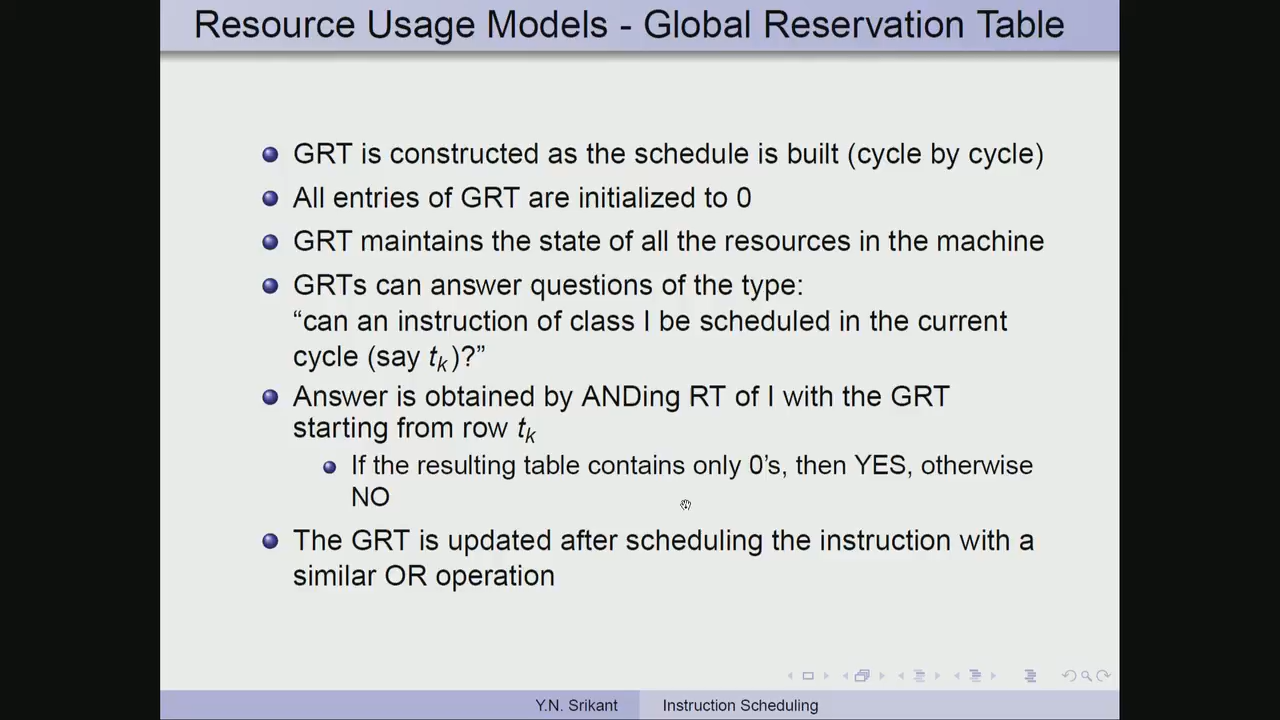 Resource Usage Models - Global Reservation Table
GRT is constructed as the schedule is built (cycle by cycle)
All entries of GRT are initialized to 0
GRT maintains the state of all the resources in the machine
GRTs can answer questions of the type:
“can an instruction of class I be scheduled in the current
cycle (say tk)?”
Answer is obtained by ANDing RT of I with the GRT
starting from row tk
If the resulting table contains only 0’s, then YES, otherwise
NO
The GRT is updated after scheduling the instruction with a
similar OR operation
Y.N. Srikant Instruction Scheduling